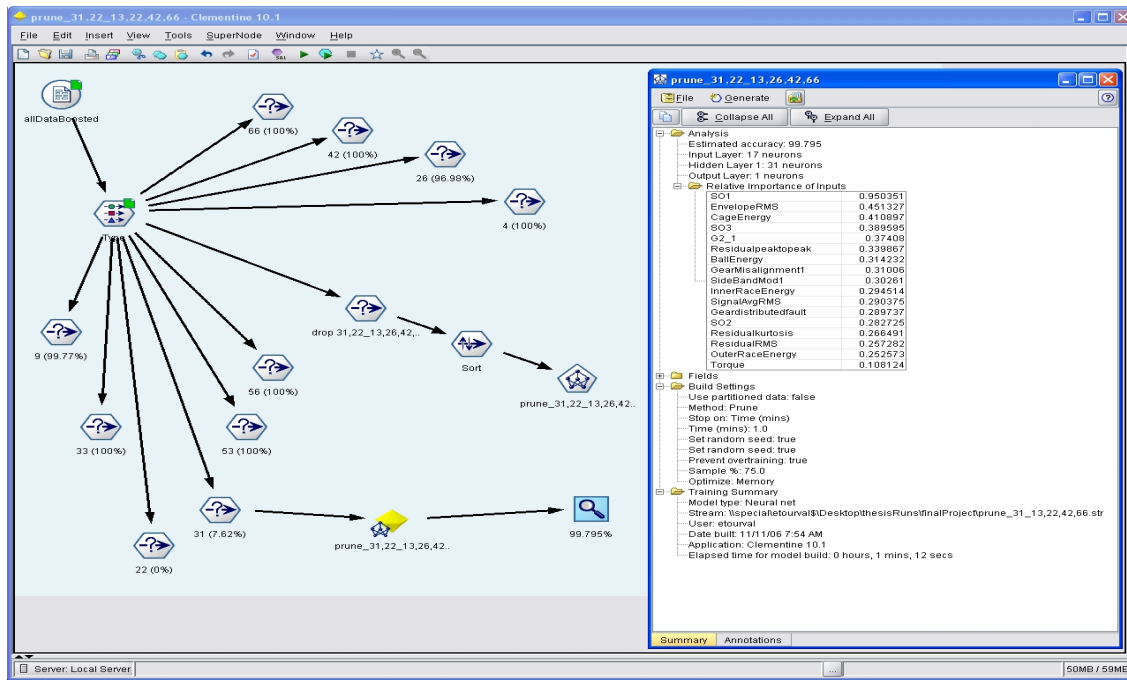 prune_31,22_13,22,42,66 - Clementine 10.1
File Edit Insert View Tools SuperNode Window Help
allDataBoosted
66 (100%)
42 (100%)
26 (96.98%)
4 (100%)
Type
9 (99.77%)
drop 31,22_13,26,42,..
Sort
56 (100%)
prune_31,22_13,26,42..
33 (100%)
53 (100%)
31 (7.62%)
prune_31,22_13,26,42..
99.795%
22 (0%)
prune_31,22_13,26,42,66
File Generate
Collapse All Expand All
Analysis
Estimated accuracy: 99.795
Input Layer: 17 neurons
Hidden Layer 1: 31 neurons
Output Layer: 1 neurons
Relative Importance of Inputs
SO1 0.950351
EnvelopeRMS 0.451327
CageEnergy 0.410897
SO3 0.389595
G2_1 0.37408
Residualpeaktopeak 0.339867
BallEnergy 0.314232
GearMisalignment1 0.31006
SideBandMod1 0.30261
InnerRaceEnergy 0.294514
SignalAvgRMS 0.290375
Geardistributedfault 0.289737
SO2 0.282725
Residualkurtosis 0.266491
ResidualRMS 0.257282
OuterRaceEnergy 0.252573
Torque 0.108124
Fields
Build Settings
Use partitioned data: false
Method: Prune
Stop on: Time (mins)
Time (mins): 1.0
Set random seed: true
Set random seed: true
Prevent overtraining: true
Sample %: 75.0
Optimize: Memory
Training Summary
Model type: Neural net
Stream: \\special\etourval$\Desktop\thesisRuns\finalProject\prune_31_13,22,42,66.str
User: etourval
Date built: 11/11/06 7:54 AM
Application: Clementine 10.1
Elapsed time for model build: 0 hours, 1 mins, 12 secs
Summary Annotations
Server: Local Server ... 50MB / 59MB